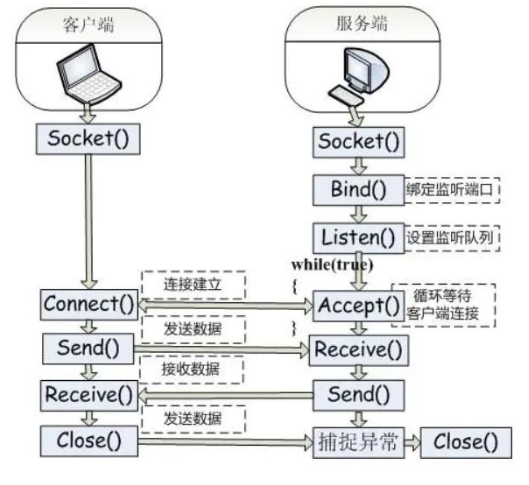 客户端
服务端
Socket()
Socket()
Bind()
绑定监听端口
Listen()
设置监听队列
while(true)
{
连接建立
Connect()
Accept()
循环等待
客户端连接
}
发送数据
Send()
Receive()
接收数据
Receive()
Send()
发送数据
Close()
捕捉异常
Close()